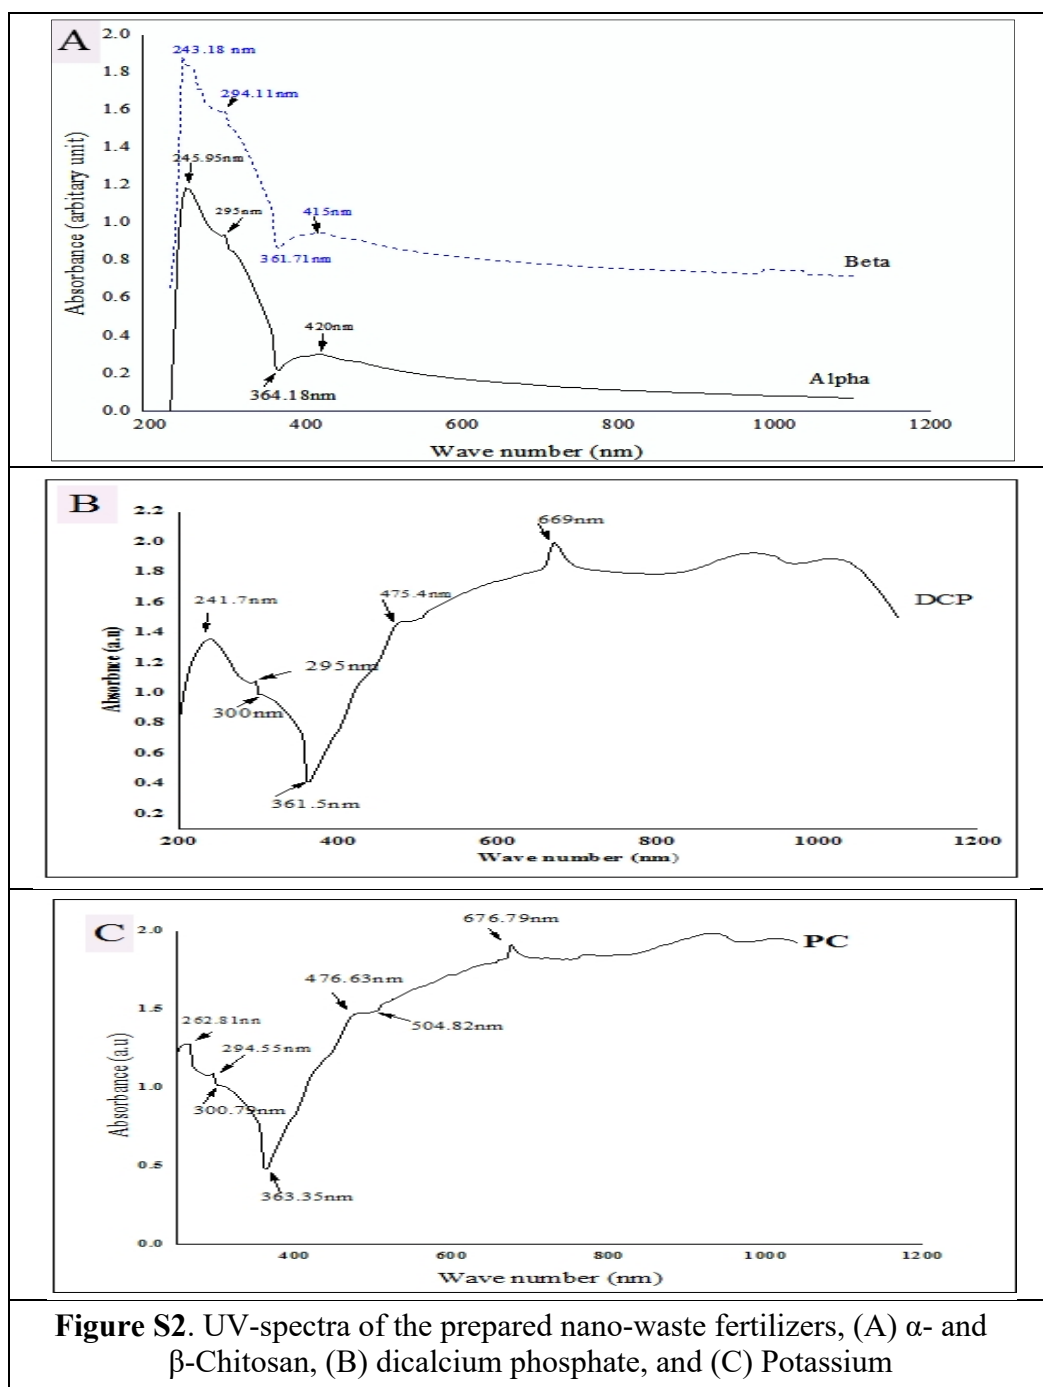 A
2.0
243.18 nm
1.8
294.11nm
1.6
1.4
245.95nm
1.2
295nm
415nm
1.0
361.71nm
0.8
Beta
0.6
420nm
0.4
Alpha
0.2
364.18nm
0.0
Absorbance (arbitary unit)
200 400 600 800 1000 1200
Wave number (nm)
B
2.2
669nm
2.0
1.8
475.4nm
1.6
241.7nm
DCP
1.4
295nm
1.2
1.0
300nm
0.8
0.6
0.4
361.5nm
0.2
Absorbnce (a.u)
200 400 600 800 1000 1200
Wave number (nm)
C
676.79nm
2.0
PC
476.63nm
1.5
262.81nn
504.82nm
294.55nm
1.0
300.79nm
0.5
363.35nm
0.0
Absorbance (a.u)
400 600 800 1000 1200
Wave number (nm)
Figure S2. UV-spectra of the prepared nano-waste fertilizers, (A) α- and
β-Chitosan, (B) dicalcium phosphate, and (C) Potassium